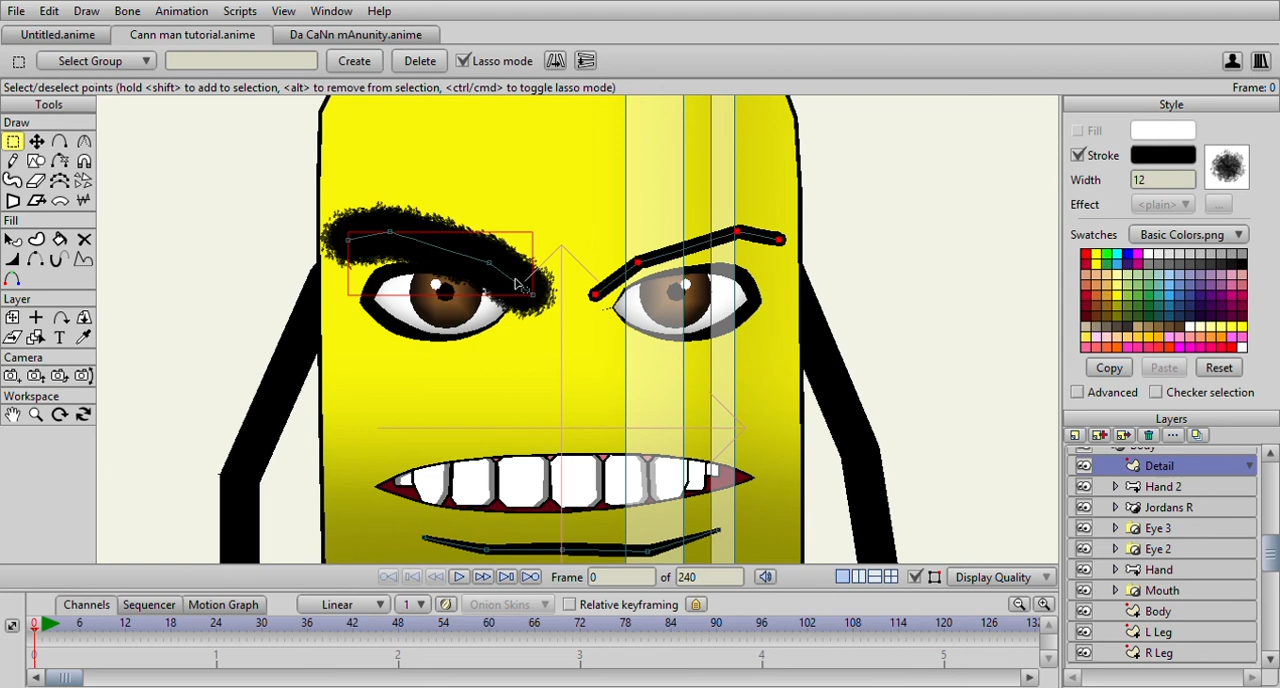 File Edit Draw Bone Animation Scripts View Window Help
Untitled.anime Cann man tutorial.anime Da CaNn mAnunity.anime
Select Group Create Delete Lasso mode
Select/deselect points (hold <shift> to add to selection, <alt> to remove from selection, <ctrl/cmd> to toggle lasso mode) Frame: 0
Tools
Draw
Fill
Layer
Camera
Workspace
Style
Fill
Stroke
Width 12
Effect <plain> ...
Swatches Basic Colors.png
Copy Paste Reset
Advanced Checker selection
Layers
Body
Detail
Hand 2
Jordans R
Eye 3
Eye 2
Hand
Mouth
Body
L Leg
R Leg
Frame 0 of 240 Display Quality
Channels Sequencer Motion Graph Linear 1 Onion Skins Relative keyframing
0 6 12 18 24 30 36 42 48 54 60 66 72 78 84 90 96 102 108 114 120 126 132
0 1 2 3 4 5